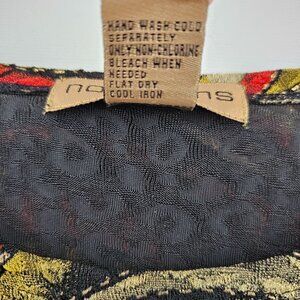 HAND WASH COLD
SEPARATELY
ONLY NON-CHLORINE
BLEACH WHEN
NEEDED
FLAT DRY
COOL IRON